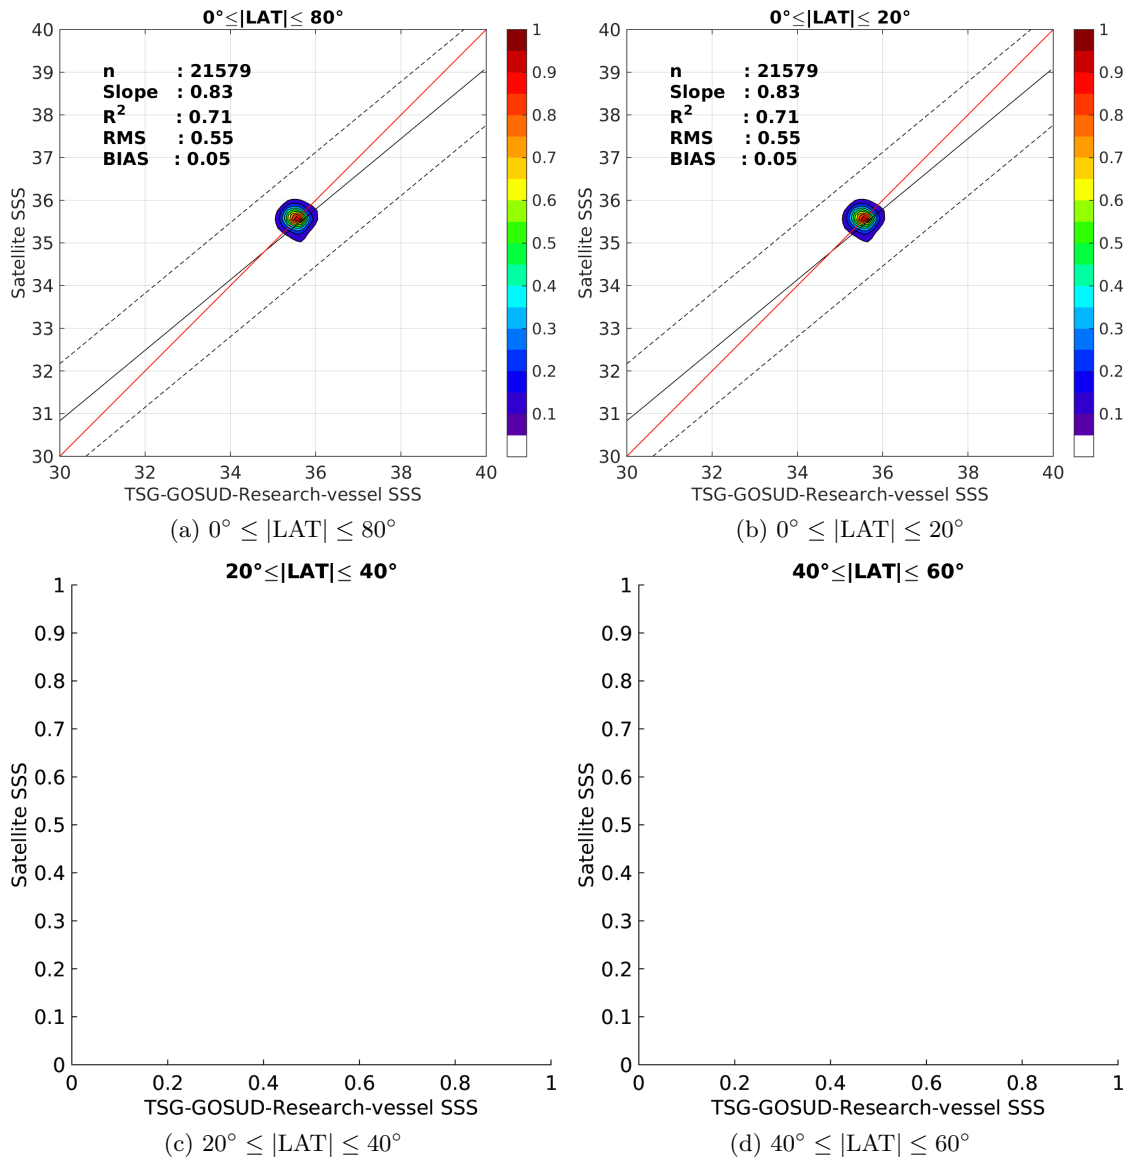 0°≤|LAT|≤ 80°
40
39
38
37
36
35
34
33
32
31
30
Satellite SSS
n : 21579
Slope : 0.83
R² : 0.71
RMS : 0.55
BIAS : 0.05
30 32 34 36 38 40
TSG-GOSUD-Research-vessel SSS
1
0.9
0.8
0.7
0.6
0.5
0.4
0.3
0.2
0.1
(a) 0° ≤ |LAT| ≤ 80°
0°≤|LAT|≤ 20°
40
39
38
37
36
35
34
33
32
31
30
Satellite SSS
n : 21579
Slope : 0.83
R² : 0.71
RMS : 0.55
BIAS : 0.05
30 32 34 36 38 40
TSG-GOSUD-Research-vessel SSS
1
0.9
0.8
0.7
0.6
0.5
0.4
0.3
0.2
0.1
(b) 0° ≤ |LAT| ≤ 20°
20°≤|LAT|≤ 40°
1
0.9
0.8
0.7
0.6
0.5
0.4
0.3
0.2
0.1
0
Satellite SSS
0 0.2 0.4 0.6 0.8 1
TSG-GOSUD-Research-vessel SSS
(c) 20° ≤ |LAT| ≤ 40°
40°≤|LAT|≤ 60°
1
0.9
0.8
0.7
0.6
0.5
0.4
0.3
0.2
0.1
0
Satellite SSS
0 0.2 0.4 0.6 0.8 1
TSG-GOSUD-Research-vessel SSS
(d) 40° ≤ |LAT| ≤ 60°